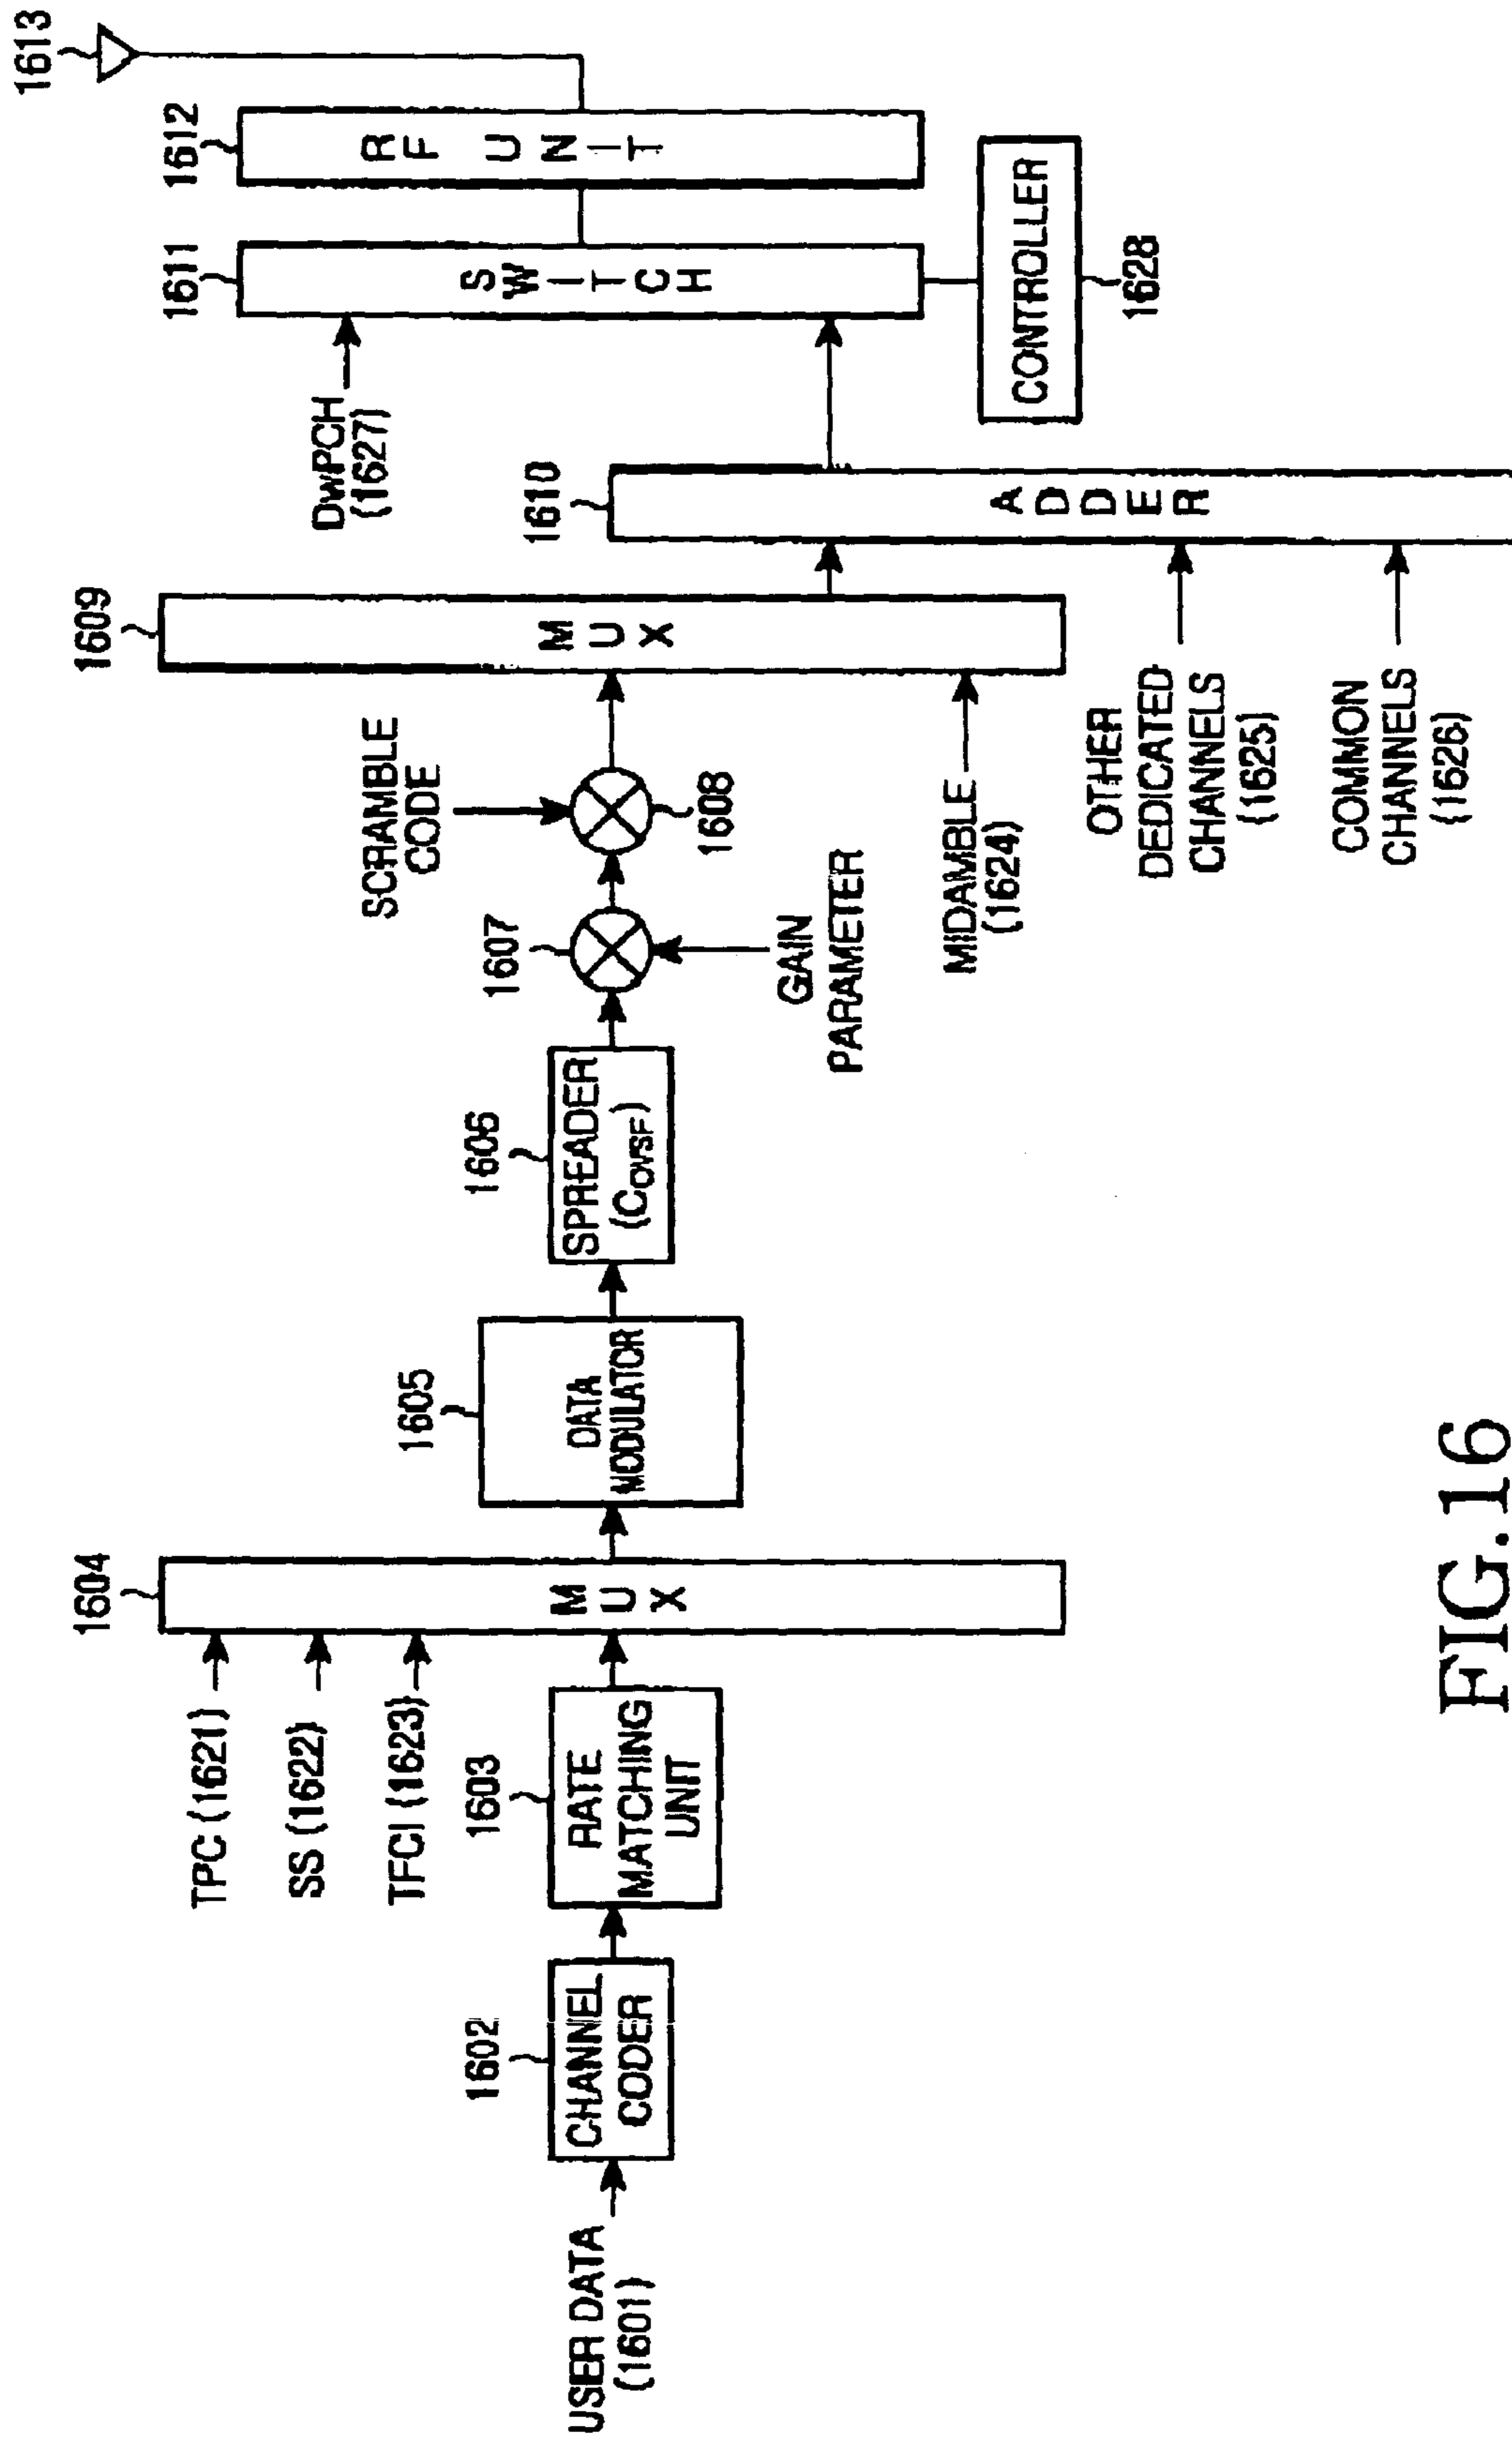 USER DATA
(1601)
1602
CHANNEL
CODER
1603
RATE
MATCHING
UNIT
TPC (1621)
SS (1622)
TFCI (1623)
1604
MUX
1605
DATA
MODULATOR
1606
SPREADER
(COVSF)
1607
GAIN
PARAMETER
SCRAMBLE
CODE
1608
1609
MUX
MIDAMBLE
(1624)
1610
ADDER
OTHER
DEDICATED
CHANNELS
(1625)
COMMON
CHANNELS
(1626)
DwPCH
(1627)
1611
SWITCH
CONTROLLER
1628
1612
RF UNIT
1613
FIG.16